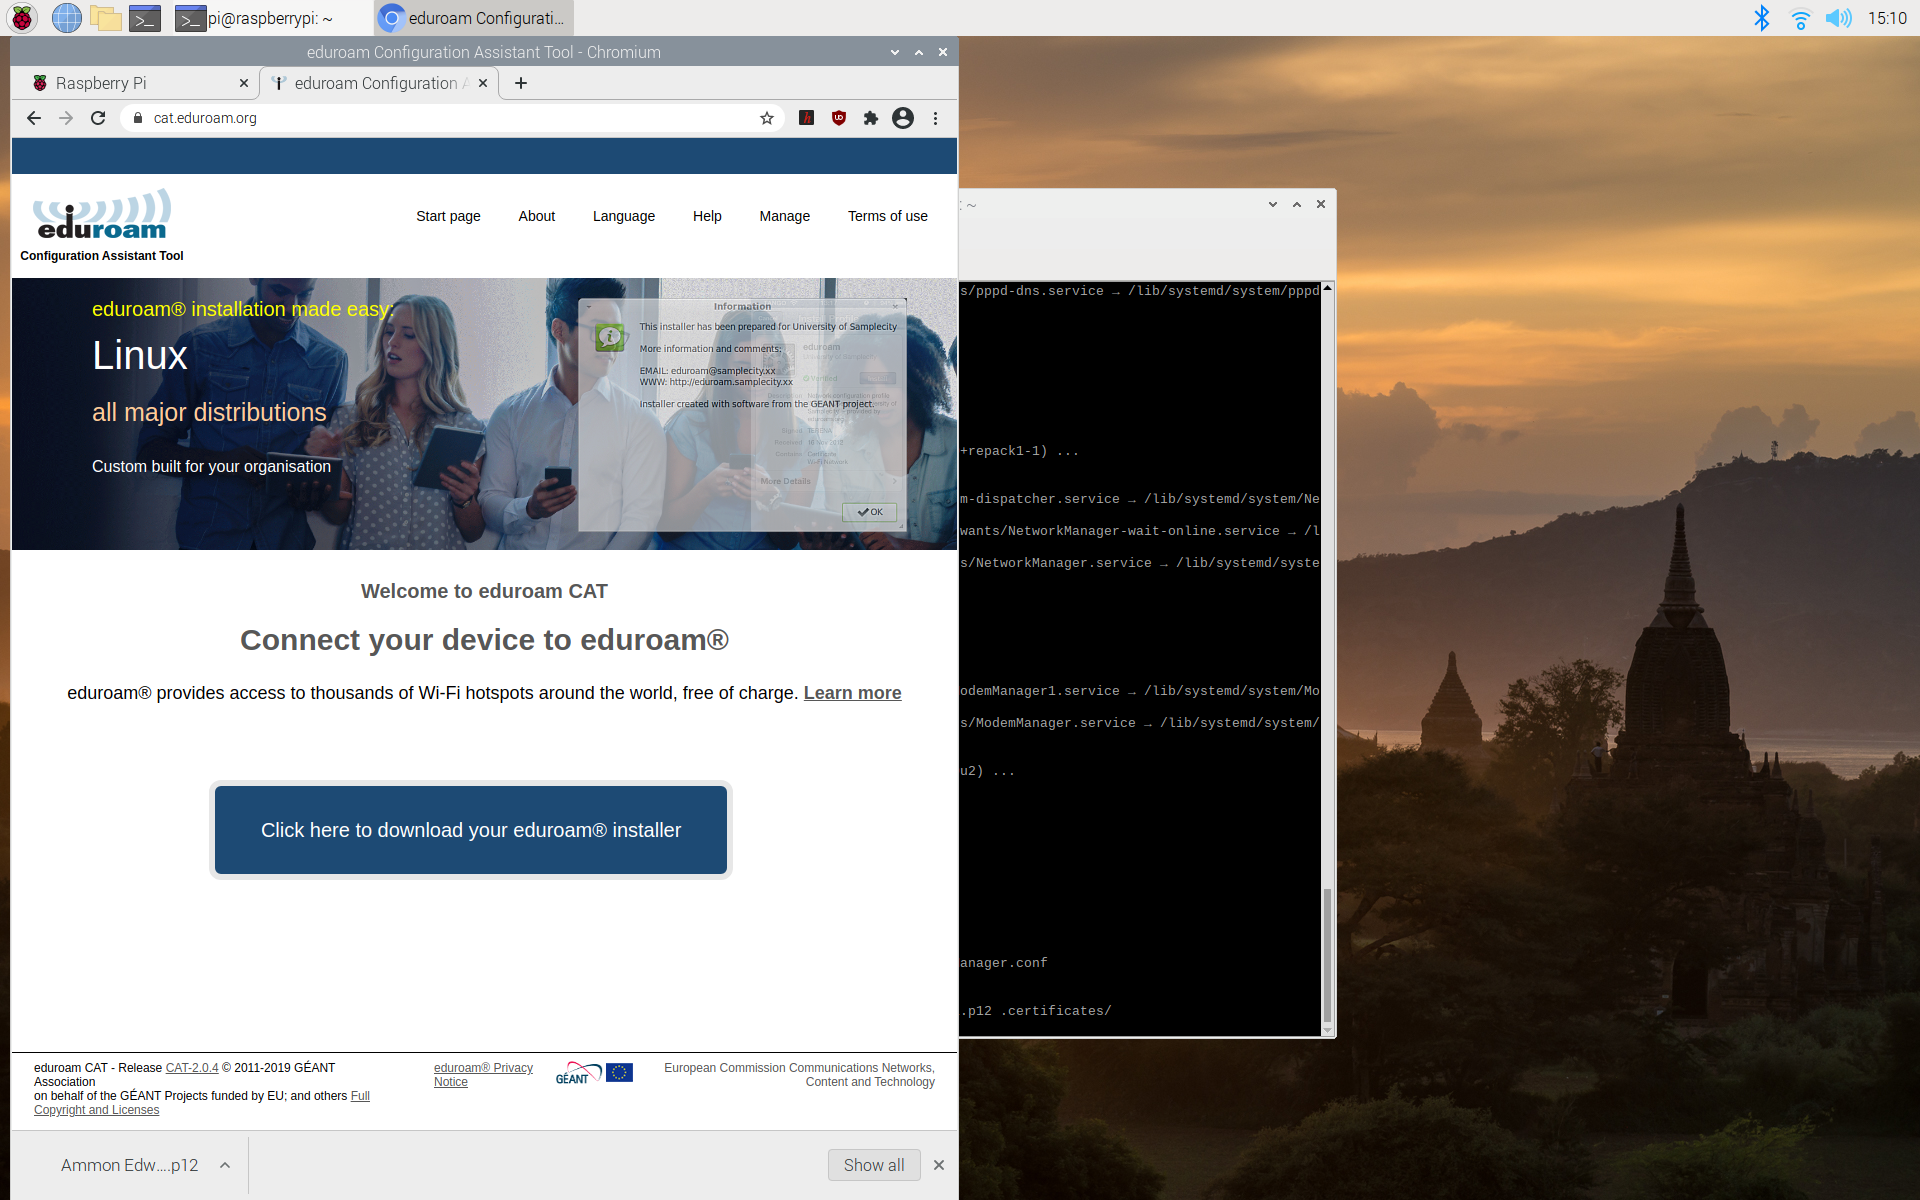 pi@raspberrypi: ~
eduroam Configurati...
15:10
eduroam Configuration Assistant Tool - Chromium
Raspberry Pi
eduroam Configuration
cat.eduroam.org
eduroam
Configuration Assistant Tool
Start page
About
Language
Help
Manage
Terms of use
eduroam® installation made easy:
Linux
all major distributions
Custom built for your organisation
Information
This installer has been prepared for University of Samplecity
More information and comments:
EMAIL: eduroam@samplecity.xx
WWW: http://eduroam.samplecity.xx
Installer created with software from the GEANT project.
eduroam
More Details
OK
Welcome to eduroam CAT
Connect your device to eduroam®
eduroam® provides access to thousands of Wi-Fi hotspots around the world, free of charge. Learn more
Click here to download your eduroam® installer
eduroam CAT - Release CAT-2.0.4 © 2011-2019 GÉANT
Association
on behalf of the GÉANT Projects funded by EU; and others Full
Copyright and Licenses
eduroam® Privacy
Notice
GÉANT
European Commission Communications Networks,
Content and Technology
Ammon Edw....p12
Show all
: ~
s/pppd-dns.service → /lib/systemd/system/pppd
+repack1-1) ...
m-dispatcher.service → /lib/systemd/system/Ne
wants/NetworkManager-wait-online.service → /l
s/NetworkManager.service → /lib/systemd/syste
odemManager1.service → /lib/systemd/system/Mo
s/ModemManager.service → /lib/systemd/system/
u2) ...
anager.conf
.p12 .certificates/